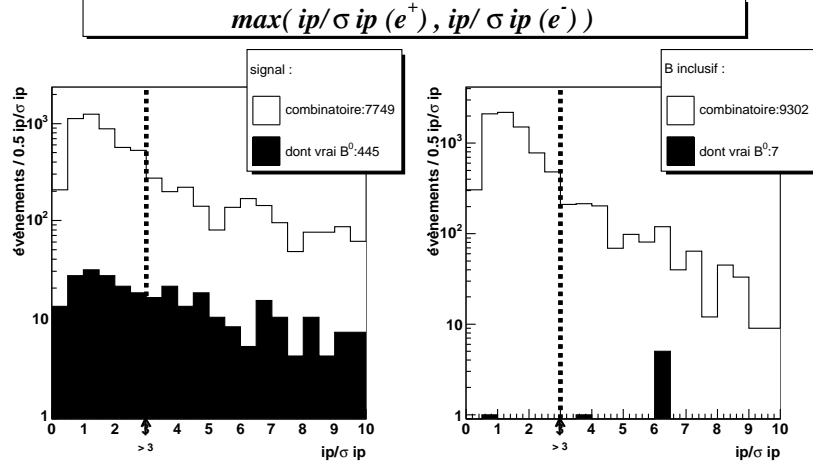 max( ip/σ ip (e+) , ip/ σ ip (e-) )
signal :
combinatoire:7749
dont vrai B0:445
évènements / 0.5 ip/σ ip
103
102
10
1
0 1 2 3 4 5 6 7 8 9 10
> 3
ip/σ ip
B inclusif :
combinatoire:9302
dont vrai B0:7
évènements / 0.5 ip/σ ip
103
102
10
1
0 1 2 3 4 5 6 7 8 9 10
> 3
ip/σ ip